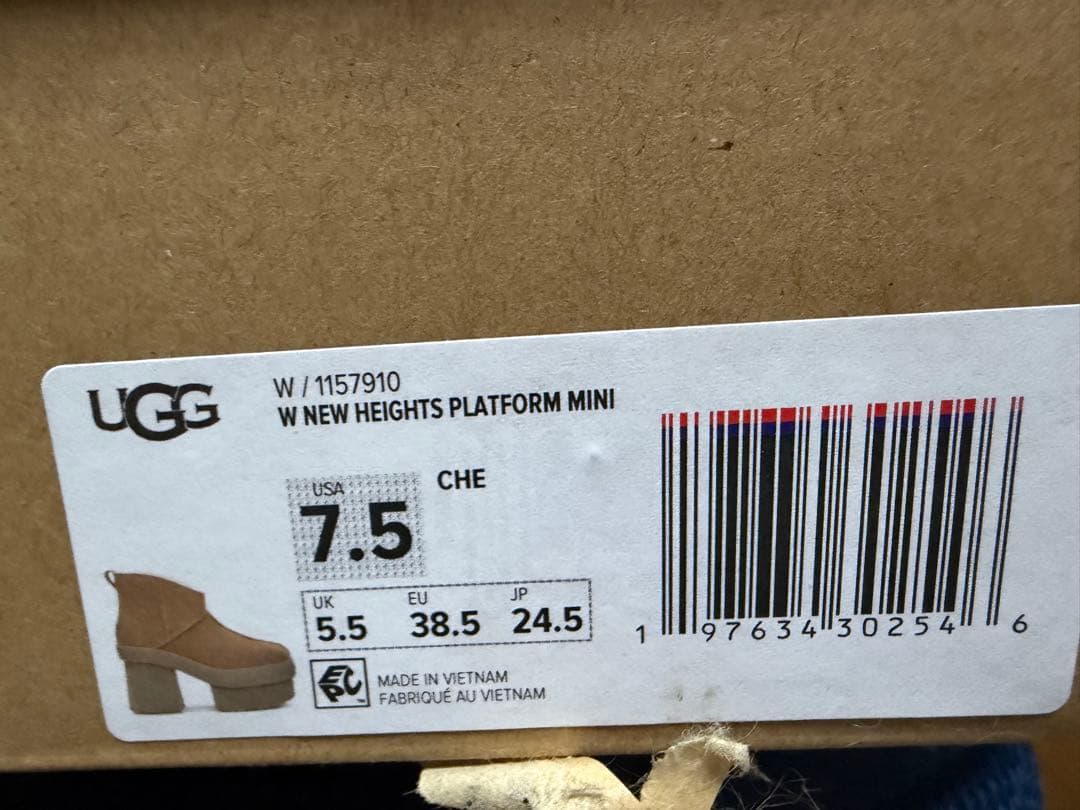 UGG
W / 1157910
W NEW HEIGHTS PLATFORM MINI
USA
7.5
CHE
UK EU JP
5.5 38.5 24.5
EPC
MADE IN VIETNAM
FABRIQUÉ AU VIETNAM
1 97634 30254 6